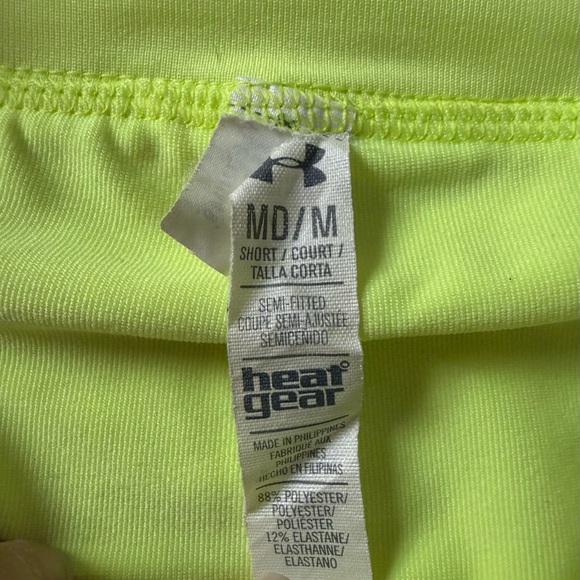 MD/M
SHORT/COURT/
TALLA CORTA
SEMI-FITTED
COUPE SEMI-AJUSTÉE
SEMICENIDO
heat
gear
MADE IN PHILIPPINES
FABRIQUÉ AUX
PHILIPPINES
HECHO EN FILIPINAS
88% POLYESTER/
POLYESTER/
POLIÉSTER
12% ELASTANE/
ELASTHANNE/
ELASTANO